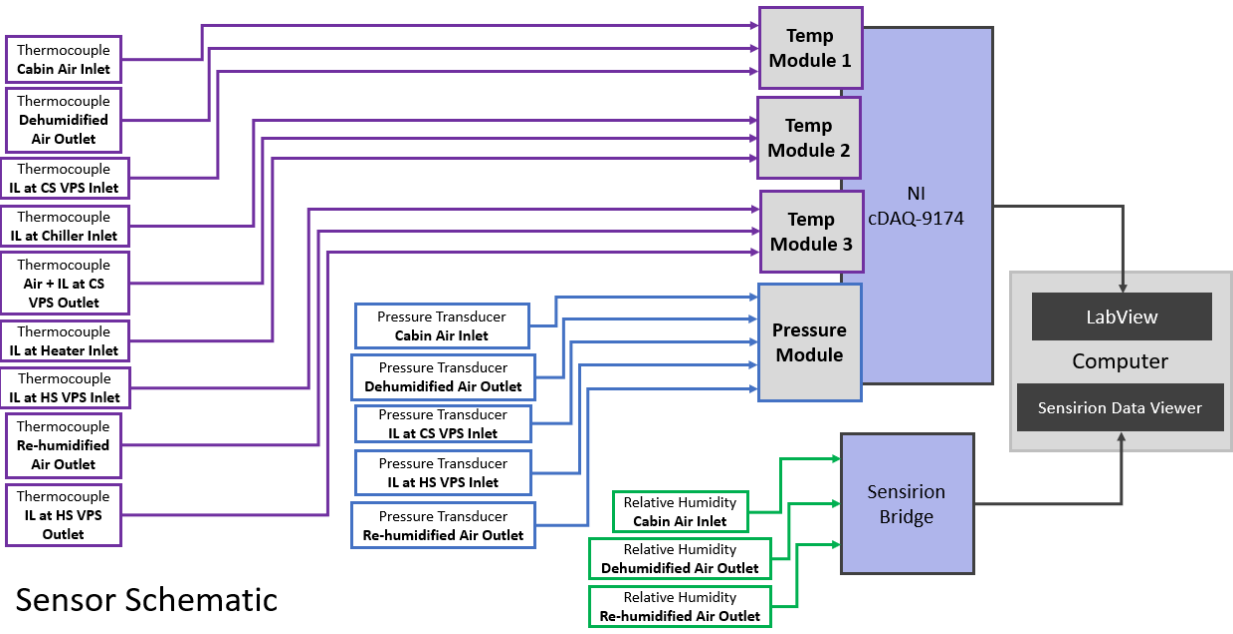 Thermocouple
Cabin Air Inlet
Thermocouple
Dehumidified
Air Outlet
Thermocouple
IL at CS VPS Inlet
Thermocouple
IL at Chiller Inlet
Thermocouple
Air + IL at CS
VPS Outlet
Thermocouple
IL at Heater Inlet
Thermocouple
IL at HS VPS Inlet
Thermocouple
Re-humidified
Air Outlet
Thermocouple
IL at HS VPS
Outlet
Pressure Transducer
Cabin Air Inlet
Pressure Transducer
Dehumidified Air Outlet
Pressure Transducer
IL at CS VPS Inlet
Pressure Transducer
IL at HS VPS Inlet
Pressure Transducer
Re-humidified Air Outlet
Relative Humidity
Cabin Air Inlet
Relative Humidity
Dehumidified Air Outlet
Relative Humidity
Re-humidified Air Outlet
Temp
Module 1
Temp
Module 2
Temp
Module 3
Pressure
Module
NI
cDAQ-9174
Sensirion
Bridge
LabView
Computer
Sensirion Data Viewer
Sensor Schematic